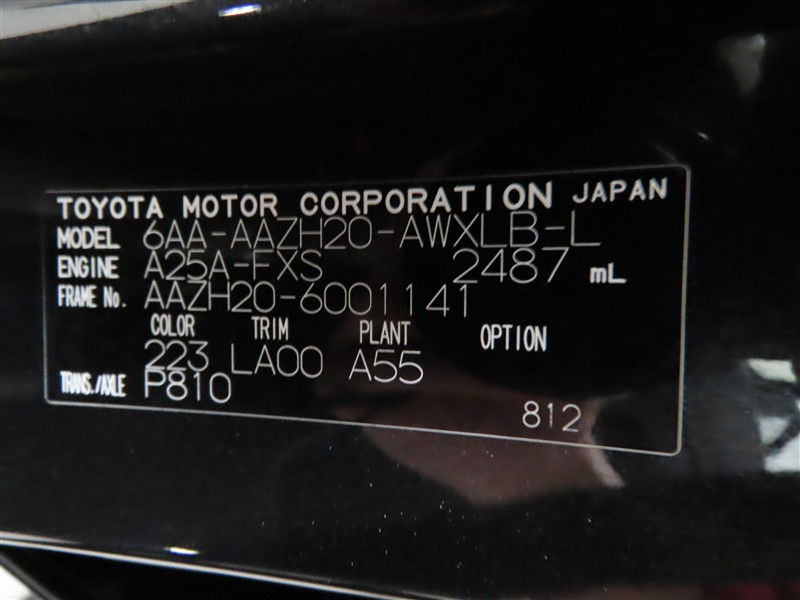 TOYOTA MOTOR CORPORATION JAPAN
MODEL 6AA-AAZH20-AWXLB-L
ENGINE A25A-FXS 2487 mL
FRAME No. AAZH20-6001141
COLOR TRIM PLANT OPTION
223 LA00 A55
TRANS./AXLE P810
812